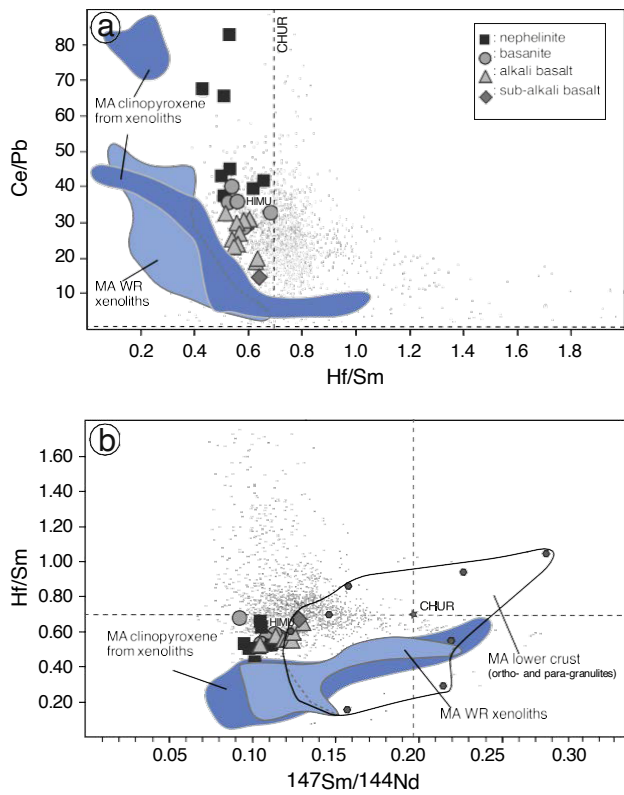 a
CHUR
: nephelinite
: basanite
: alkali basalt
: sub-alkali basalt
MA clinopyroxene
from xenoliths
HIMU
MA WR
xenoliths
Ce/Pb
80
70
60
50
40
30
20
10
0.2 0.4 0.6 0.8 1.0 1.2 1.4 1.6 1.8
Hf/Sm
b
Hf/Sm
1.60
1.40
1.20
1.00
0.80
0.60
0.40
0.20
HIMU
CHUR
MA clinopyroxene
from xenoliths
MA lower crust
(ortho- and para-granulites)
MA WR xenoliths
0.05 0.10 0.15 0.20 0.25 0.30
147Sm/144Nd